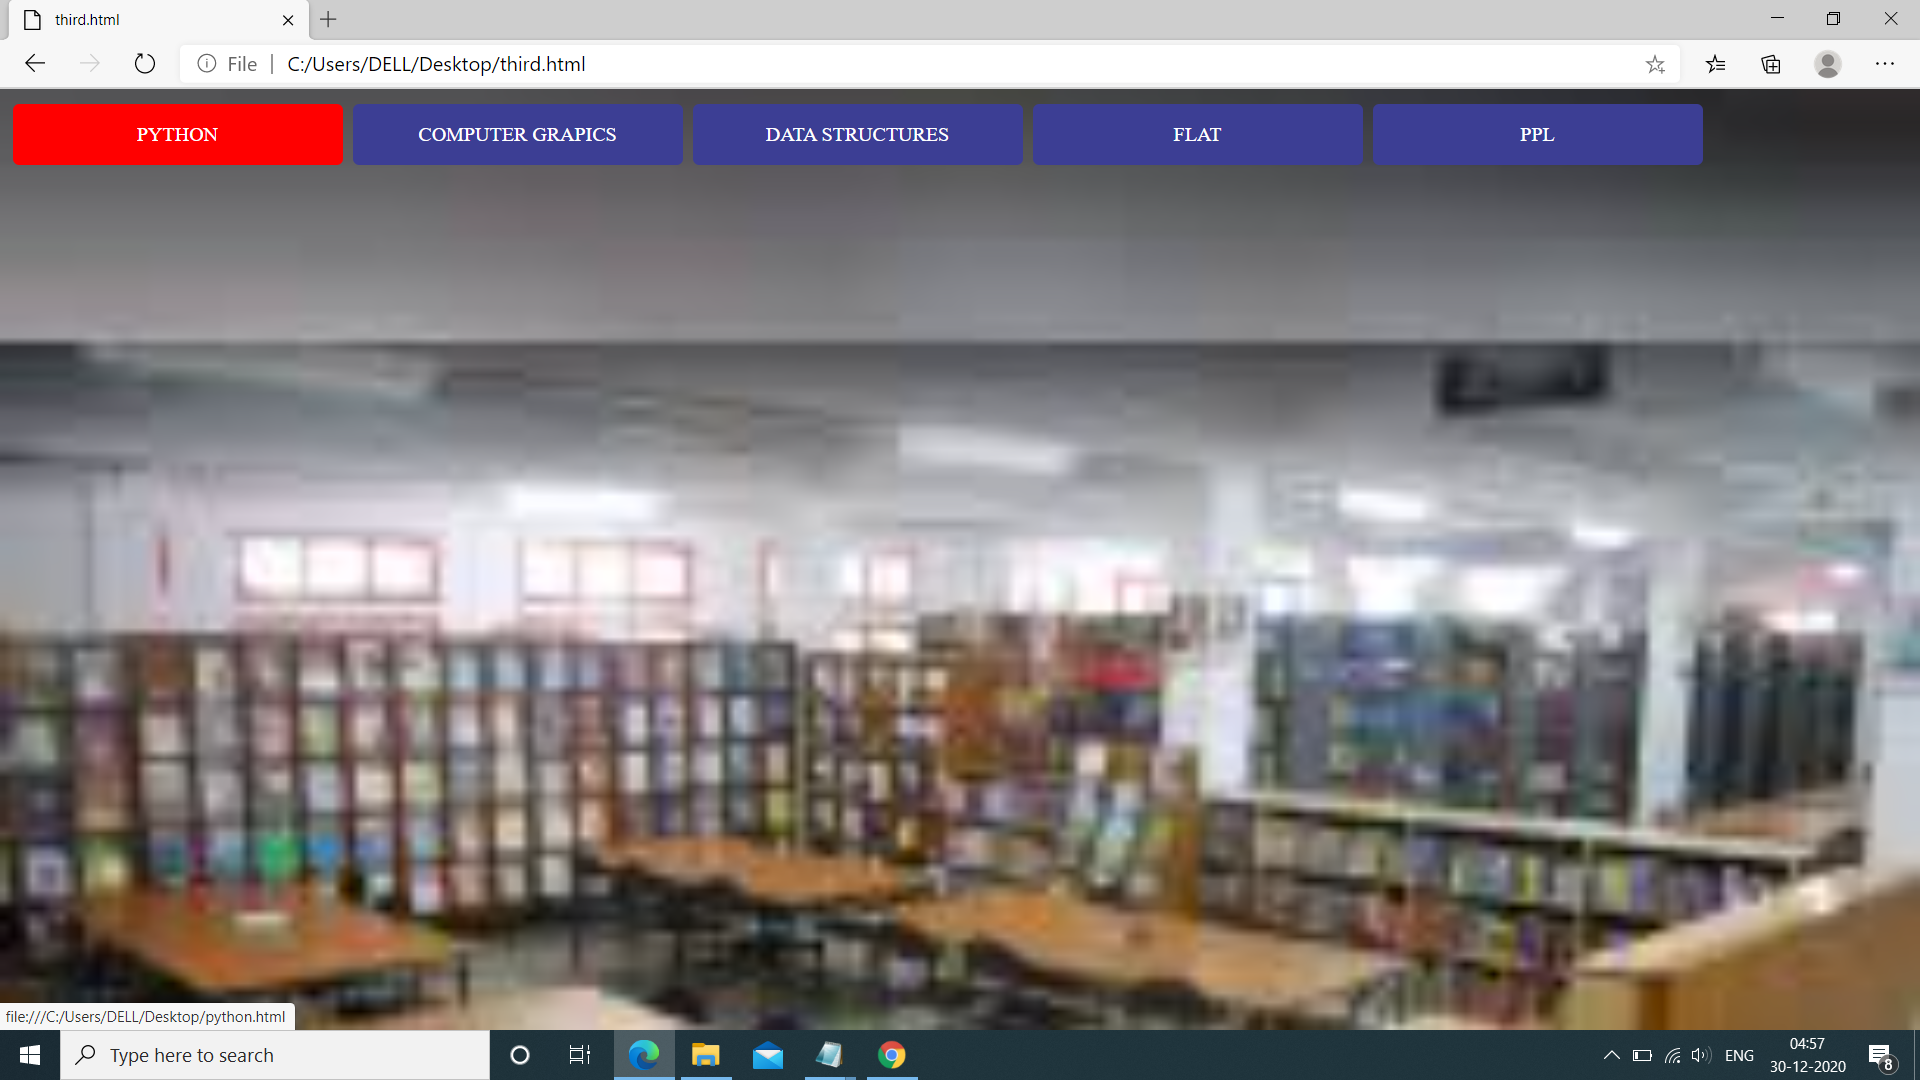 third.html
File
C:/Users/DELL/Desktop/third.html
PYTHON COMPUTER GRAPICS DATA STRUCTURES FLAT PPL
file:///C:/Users/DELL/Desktop/python.html
Type here to search
ENG
04:57
30-12-2020
8